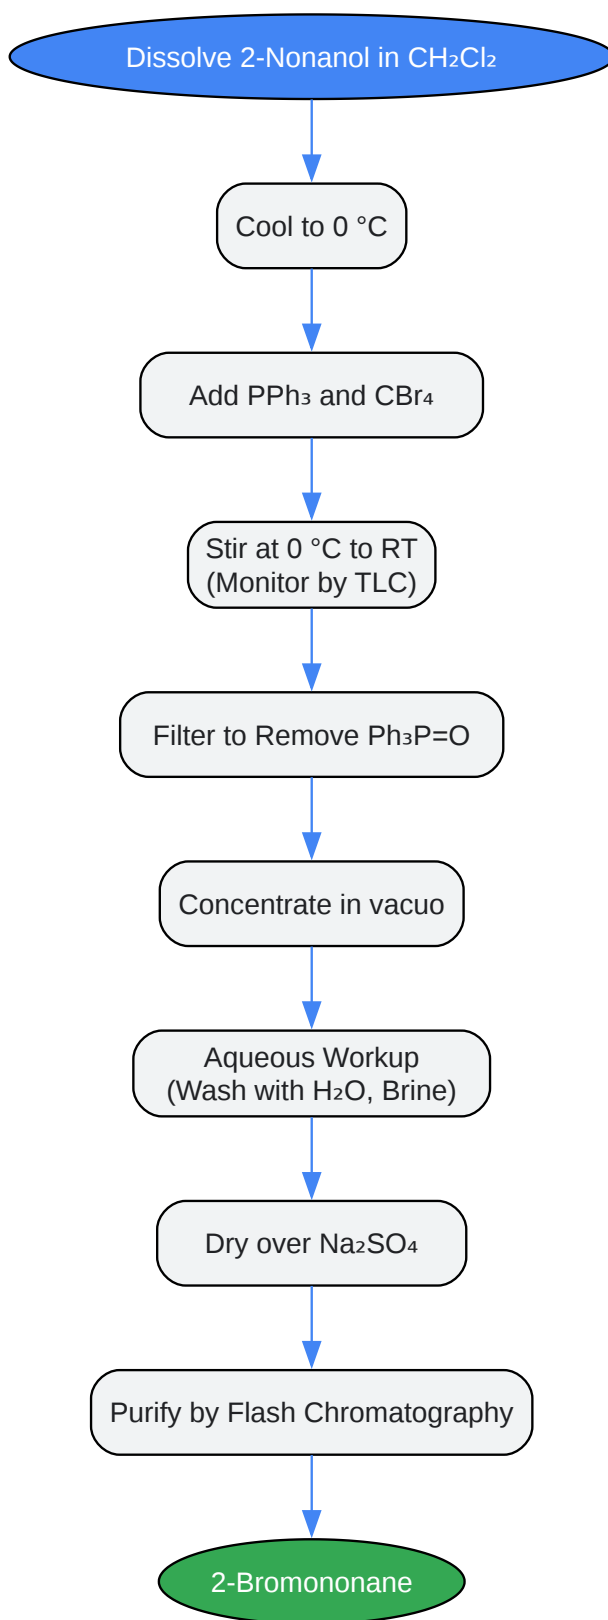 Dissolve 2-Nonanol in CH₂Cl₂
Cool to 0 °C
Add PPh₃ and CBr₄
Stir at 0 °C to RT
(Monitor by TLC)
Filter to Remove Ph₃P=O
Concentrate in vacuo
Aqueous Workup
(Wash with H₂O, Brine)
Dry over Na₂SO₄
Purify by Flash Chromatography
2-Bromononane